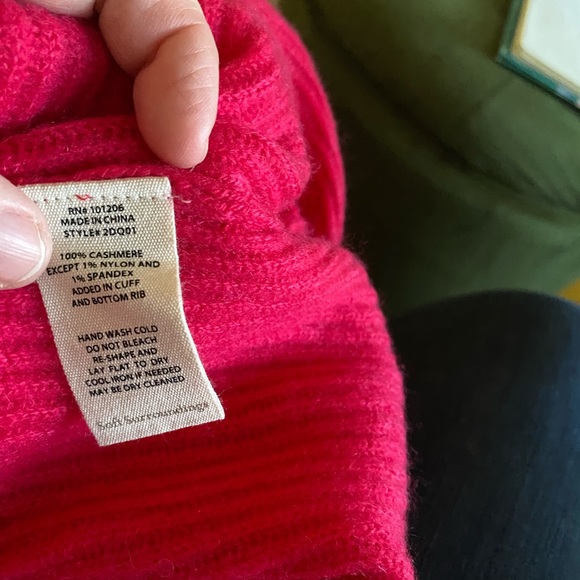 RN# 101206
MADE IN CHINA
STYLE# 2DQ01
100% CASHMERE
EXCEPT 1% NYLON AND
1% SPANDEX
ADDED IN CUFF
AND BOTTOM RIB
HAND WASH COLD
DO NOT BLEACH
RE-SHAPE AND
LAY FLAT TO DRY
COOL IRON IF NEEDED
MAY BE DRY CLEANED
Soft Surroundings